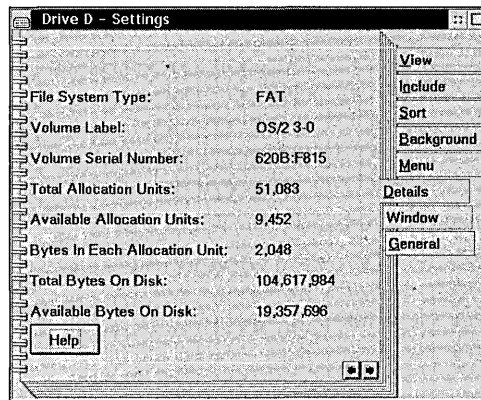 Drive D - Settings
File System Type: FAT
Volume Label: OS/2 3-0
Volume Serial Number: 620B:F815
Total Allocation Units: 51,083
Available Allocation Units: 9,452
Bytes In Each Allocation Unit: 2,048
Total Bytes On Disk: 104,617,984
Available Bytes On Disk: 19,357,696
Help
View
Include
Sort
Background
Menu
Details
Window
General